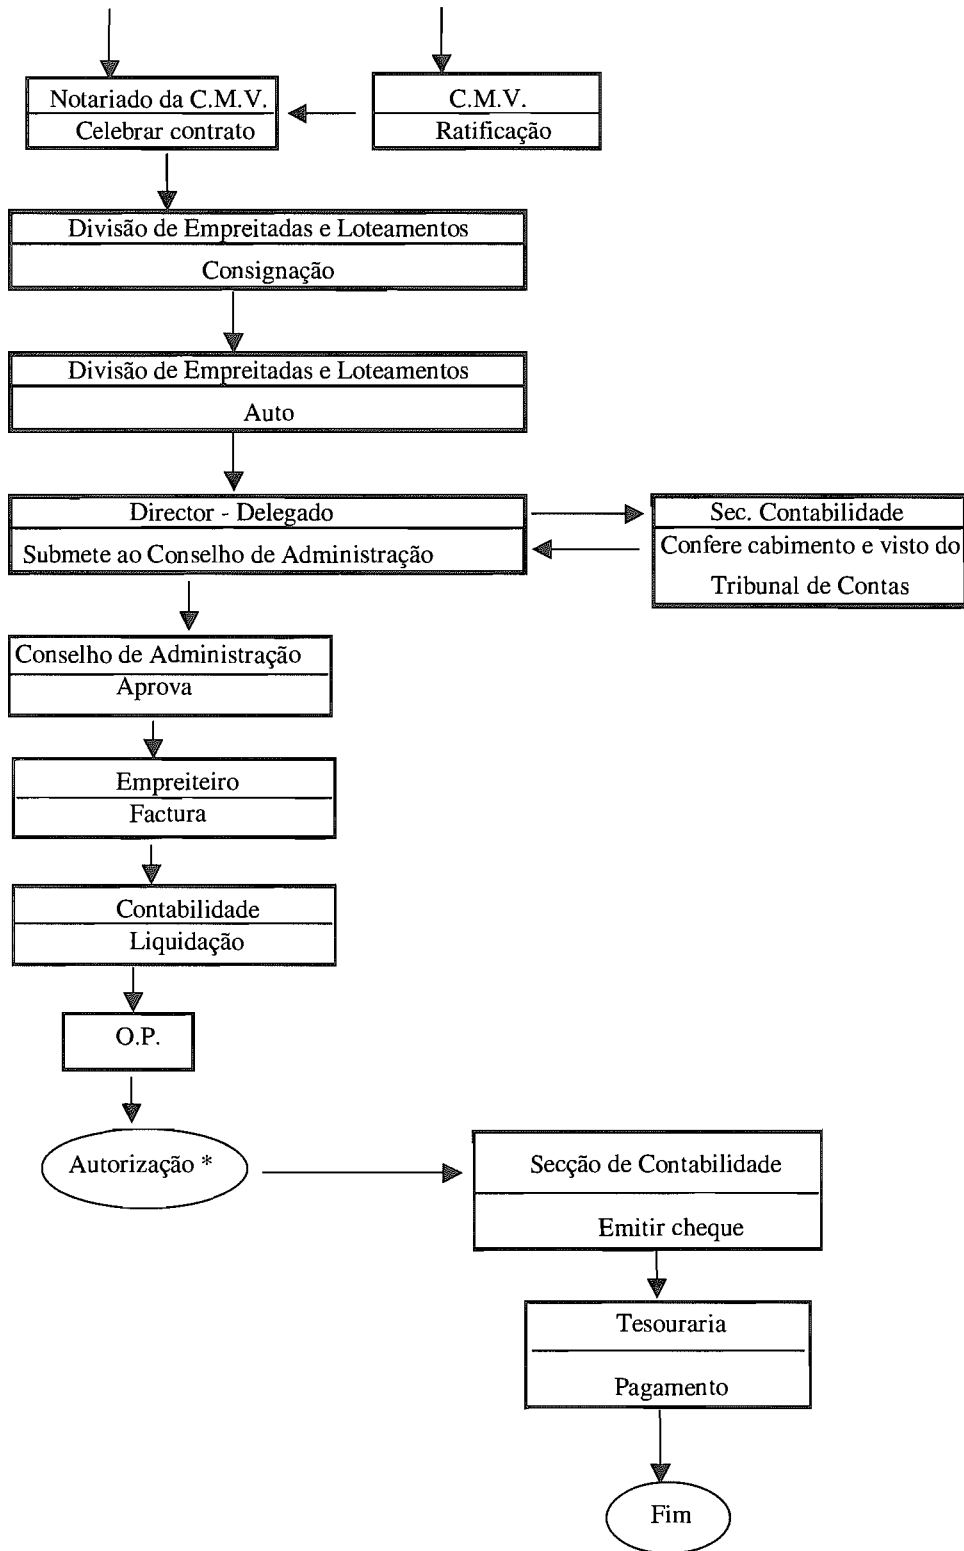 Notariado da C.M.V.
Celebrar contrato
C.M.V.
Ratificação
Divisão de Empreitadas e Loteamentos
Consignação
Divisão de Empreitadas e Loteamentos
Auto
Director - Delegado
Submete ao Conselho de Administração
Sec. Contabilidade
Confere cabimento e visto do
Tribunal de Contas
Conselho de Administração
Aprova
Empreiteiro
Factura
Contabilidade
Liquidação
O.P.
Autorização *
Secção de Contabilidade
Emitir cheque
Tesouraria
Pagamento
Fim